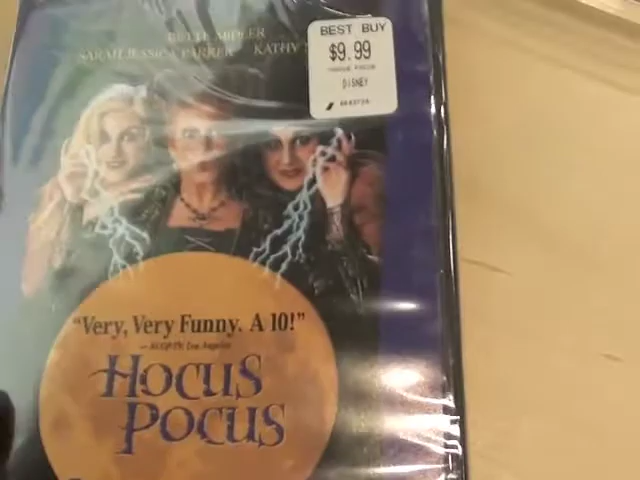 BETTE MIDLER
SARAH JESSICA PARKER KATHY
BEST BUY
$9.99
DISNEY
"Very, Very Funny. A 10!"
HOCUS
POCUS